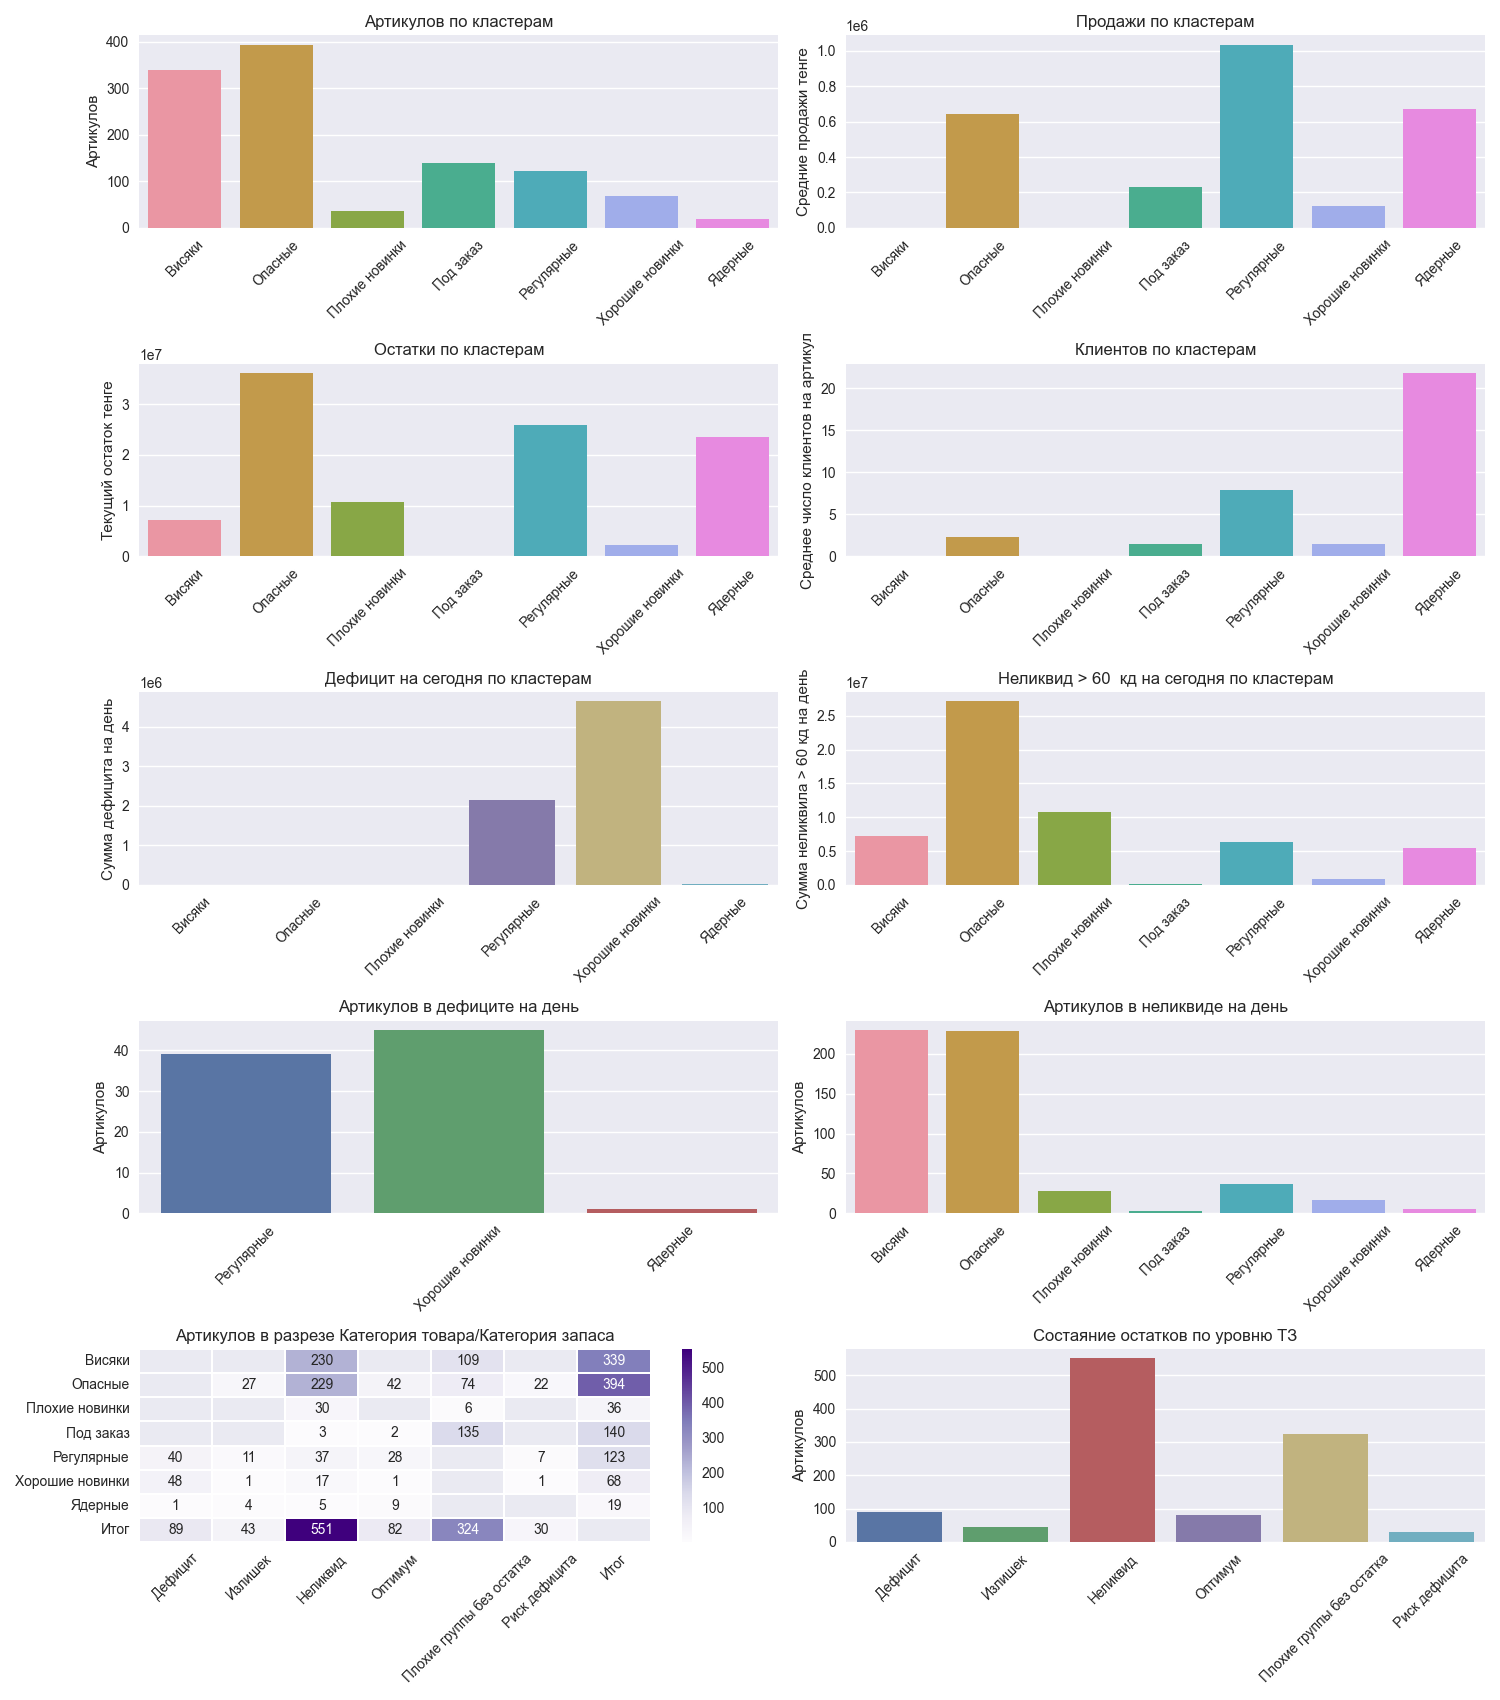 Артикулов по кластерам
Артикулов
400
300
200
100
0
Висяки
Опасные
Плохие новинки
Под заказ
Регулярные
Хорошие новинки
Ядерные
Продажи по кластерам
1e6
Средние продажи тенге
1.0
0.8
0.6
0.4
0.2
0.0
Висяки
Опасные
Плохие новинки
Под заказ
Регулярные
Хорошие новинки
Ядерные
Остатки по кластерам
1e7
Текущий остаток тенге
3
2
1
0
Висяки
Опасные
Плохие новинки
Под заказ
Регулярные
Хорошие новинки
Ядерные
Клиентов по кластерам
Среднее число клиентов на артикул
20
15
10
5
0
Висяки
Опасные
Плохие новинки
Под заказ
Регулярные
Хорошие новинки
Ядерные
Дефицит на сегодня по кластерам
1e6
Сумма дефицита на день
4
3
2
1
0
Висяки
Опасные
Плохие новинки
Регулярные
Хорошие новинки
Ядерные
Неликвид > 60  кд на сегодня по кластерам
1e7
Сумма неликвила > 60 кд на день
2.5
2.0
1.5
1.0
0.5
0.0
Висяки
Опасные
Плохие новинки
Под заказ
Регулярные
Хорошие новинки
Ядерные
Артикулов в дефиците на день
Артикулов
40
30
20
10
0
Регулярные
Хорошие новинки
Ядерные
Артикулов в неликвиде на день
Артикулов
200
150
100
50
0
Висяки
Опасные
Плохие новинки
Под заказ
Регулярные
Хорошие новинки
Ядерные
Артикулов в разрезе Категория товара/Категория запаса
Висяки 230 109 339
Опасные 27 229 42 74 22 394
Плохие новинки 30 6 36
Под заказ 3 2 135 140
Регулярные 40 11 37 28 7 123
Хорошие новинки 48 1 17 1 1 68
Ядерные 1 4 5 9 19
Итог 89 43 551 82 324 30
Дефицит
Излишек
Неликвид
Оптимум
Плохие группы без остатка
Риск дефицита
Итог
500
400
300
200
100
Состаяние остатков по уровню ТЗ
Артикулов
500
400
300
200
100
0
Дефицит
Излишек
Неликвид
Оптимум
Плохие группы без остатка
Риск дефицита